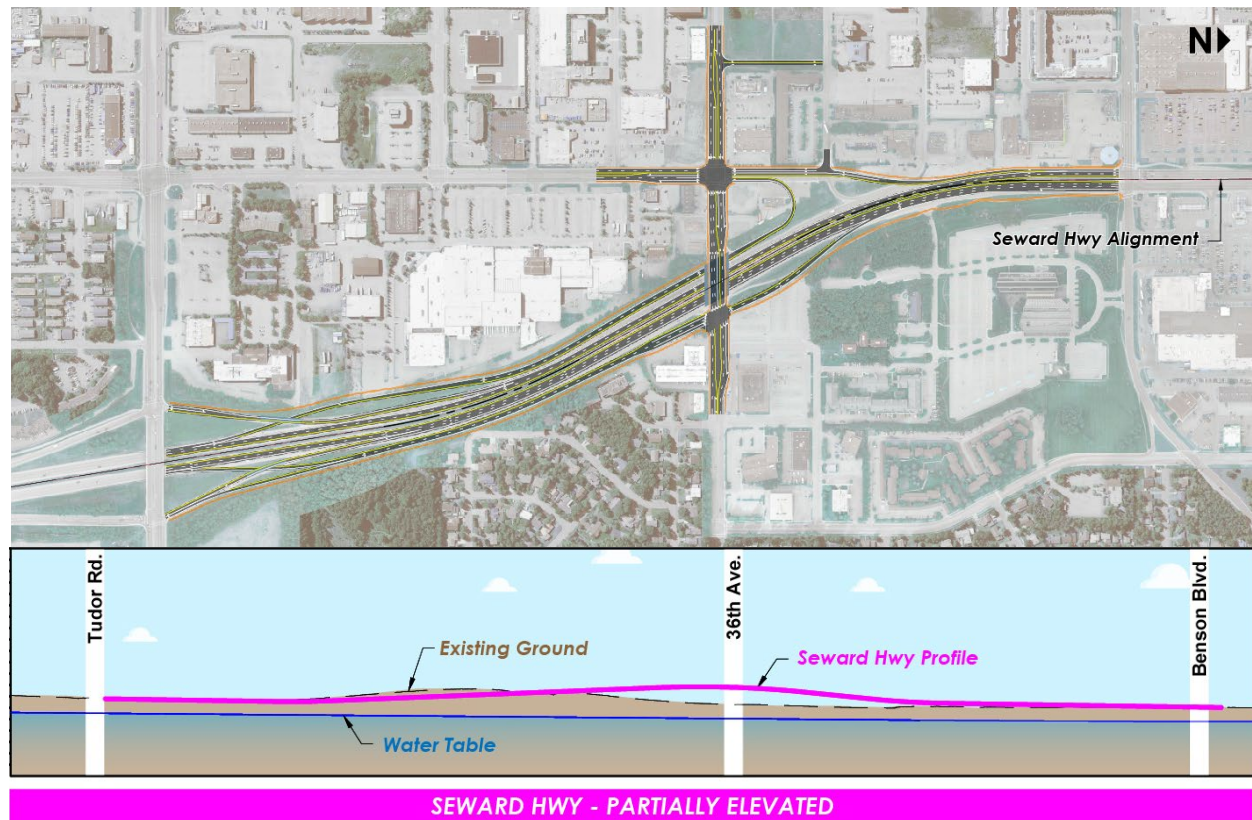 N
Seward Hwy Alignment
Tudor Rd.
36th Ave.
Benson Blvd.
Existing Ground
Seward Hwy Profile
Water Table
SEWARD HWY - PARTIALLY ELEVATED